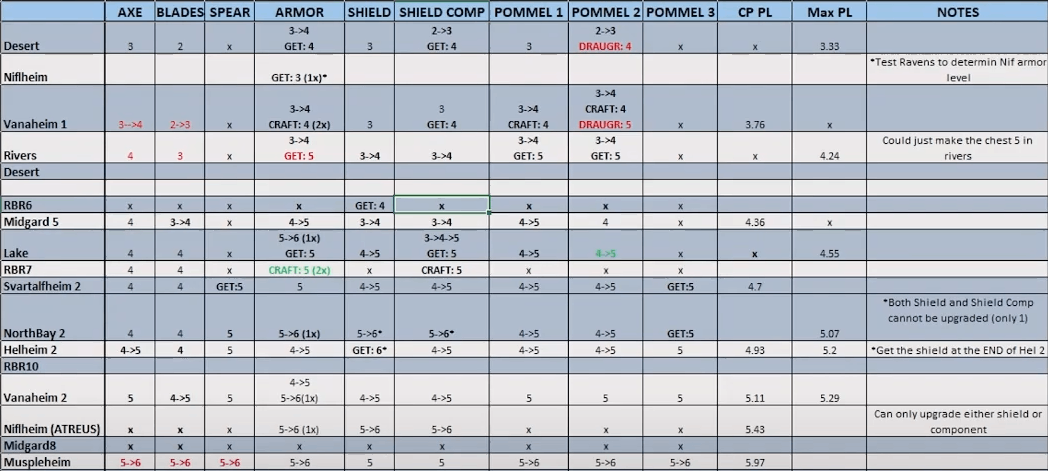 AXE BLADES SPEAR ARMOR SHIELD SHIELD COMP POMMEL 1 POMMEL 2 POMMEL 3 CP PL Max PL NOTES
3->4 2->3 2->3
Desert 3 2 x GET: 4 3 GET: 4 3 DRAUGR: 4 x x 3.33
*Test Ravens to determin Nif armor
Niflheim GET: 3 (1x)* level
3->4
3->4 3 3->4 CRAFT: 4
Vanaheim 1 3-->4 2->3 x CRAFT: 4 (2x) 3 GET: 4 CRAFT: 4 DRAUGR: 5 x 3.76 x
3->4 3->4 3->4 Could just make the chest 5 in
Rivers 4 3 x GET: 5 3->4 3->4 GET: 5 GET: 5 x x 4.24 rivers
Desert
RBR6 x x x x GET: 4 x x x x
Midgard 5 4 3->4 x 4->5 3->4 3->4 4->5 4 x 4.36 x
5->6 (1x) 3->4->5
Lake 4 4 x GET: 5 4->5 GET: 5 4->5 4->5 x x 4.55
RBR7 4 4 x CRAFT: 5 (2x) x CRAFT: 5 x x x
Svartalfheim 2 4 4 GET:5 5 4->5 4->5 4->5 4->5 GET:5 4.7
*Both Shield and Shield Comp
cannot be upgraded (only 1)
NorthBay 2 4 4 5 5->6 (1x) 5->6* 5->6* 4->5 4->5 GET:5 5.07
Helheim 2 4->5 4 5 4->5 GET: 6* 4->5 4->5 4->5 5 4.93 5.2 *Get the shield at the END of Hel 2
RBR10
4->5
Vanaheim 2 5 4->5 5 5->6(1x) 4->5 4->5 5 5 5 5.11 5.29
Can only upgrade either shield or
Niflheim (ATREUS) x x x 5->6 (1x) 5->6 5->6 x x x 5.43 component
Midgard8 x x x x x x x x x
Muspleheim 5->6 5->6 5->6 5->6 5 5 5->6 5->6 5->6 5.97